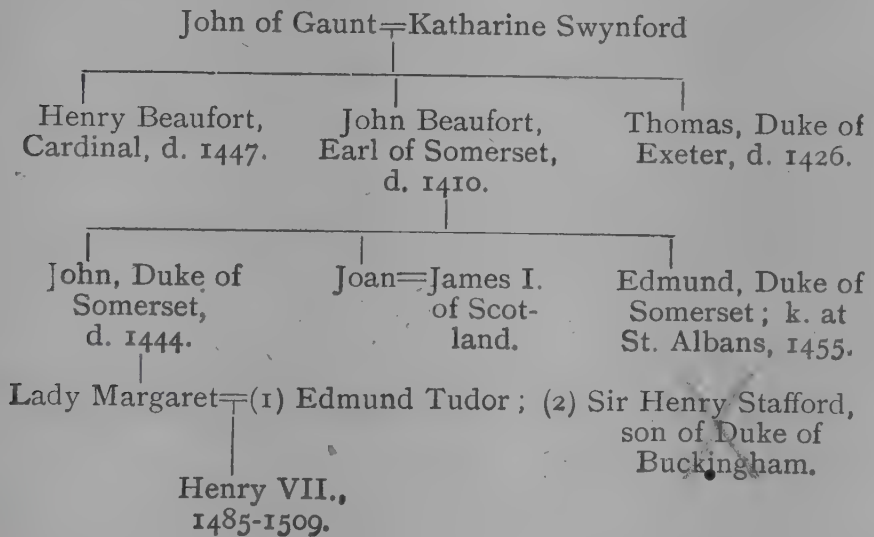 John of Gaunt=Katharine Swynford
Henry Beaufort,
Cardinal, d. 1447.
John Beaufort,
Earl of Somerset,
d. 1410.
Thomas, Duke of
Exeter, d. 1426.
John, Duke of
Somerset,
d. 1444.
Joan=James I.
of Scot-
land.
Edmund, Duke of
Somerset; k. at
St. Albans, 1455.
Lady Margaret=(1) Edmund Tudor; (2) Sir Henry Stafford,
son of Duke of
Buckingham.
Henry VII.,
1485-1509.